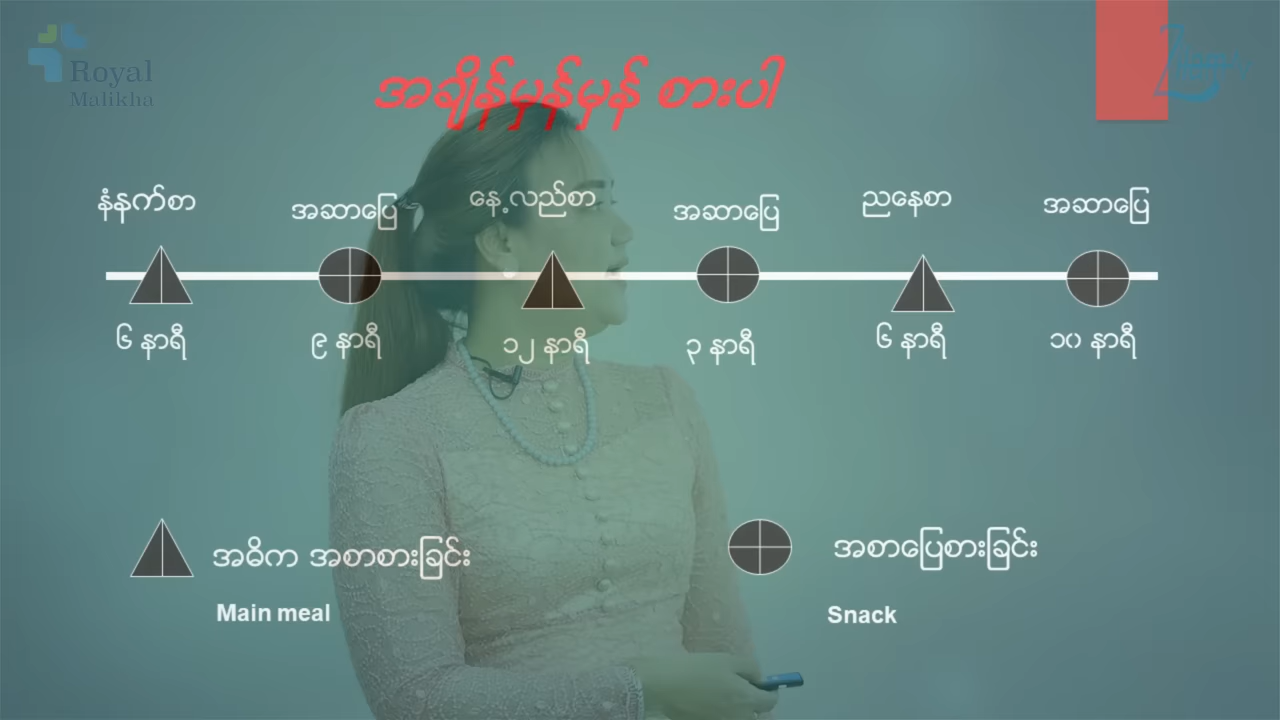 Royal
Malikha
အချိန်မှန်မှန် စားပါ
နံနက်စာ
အဆာပြေ
နေ့လည်စာ
အဆာပြေ
ညနေစာ
အဆာပြေ
၆ နာရီ
၉ နာရီ
၁၂ နာရီ
၃ နာရီ
၆ နာရီ
၁၀ နာရီ
အဓိက အစာစားခြင်း
အစာပြေစားခြင်း
Main meal
Snack